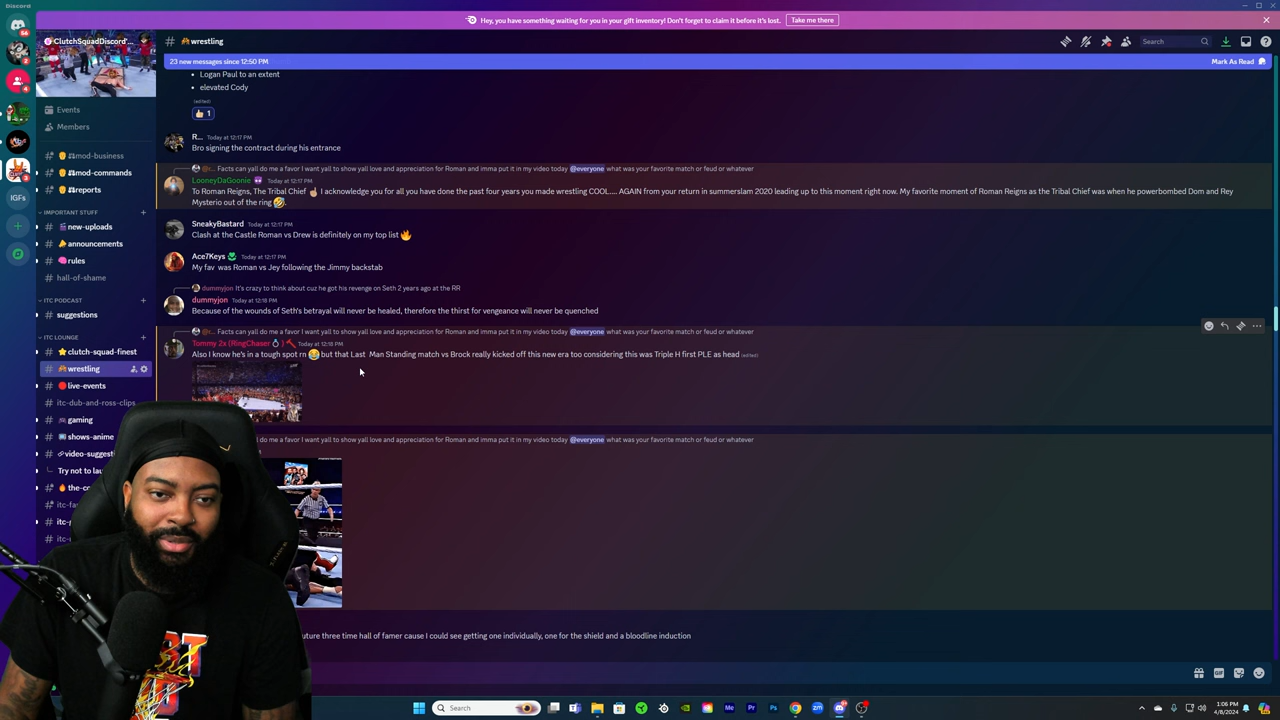 Discord
Hey, you have something waiting for you in your gift inventory! Don't forget to claim it before it's lost.
Take me there
ClutchSquadDiscord'...
wrestling
Search
23 new messages since 12:50 PM
Mark As Read
Events
Members
mod-business
mod-commands
reports
IGFs
IMPORTANT STUFF
new-uploads
announcements
rules
hall-of-shame
ITC PODCAST
suggestions
ITC LOUNGE
clutch-squad-finest
wrestling
live-events
itc-dub-and-ross-clips
gaming
shows-anime
video-suggest
Try not to lau
the-co
itc-fa
itc-
Logan Paul to an extent
elevated Cody
(edited)
1
R... Today at 12:17 PM
Bro signing the contract during his entrance
@r... Facts can yall do me a favor I want yall to show yall love and appreciation for Roman and imma put it in my video today @everyone what was your favorite match or feud or whatever
LooneyDaGoonie Today at 12:17 PM
To Roman Reigns, The Tribal Chief ☝🏽 I acknowledge you for all you have done the past four years you made wrestling COOL.... AGAIN from your return in summerslam 2020 leading up to this moment right now. My favorite moment of Roman Reigns as the Tribal Chief was when he powerbombed Dom and Rey
Mysterio out of the ring 🤣.
SneakyBastard Today at 12:17 PM
Clash at the Castle Roman vs Drew is definitely on my top list 🔥
Ace7Keys Today at 12:17 PM
My fav was Roman vs Jey following the Jimmy backstab
dummyjon It's crazy to think about cuz he got his revenge on Seth 2 years ago at the RR
dummyjon Today at 12:18 PM
Because of the wounds of Seth's betrayal will never be healed, therefore the thirst for vengeance will never be quenched
@r... Facts can yall do me a favor I want yall to show yall love and appreciation for Roman and imma put it in my video today @everyone what was your favorite match or feud or whatever
Tommy 2x (RingChaser💍) Today at 12:18 PM
Also I know he's in a tough spot rn 😂 but that Last Man Standing match vs Brock really kicked off this new era too considering this was Triple H first PLE as head (edited)
do me a favor I want yall to show yall love and appreciation for Roman and imma put it in my video today @everyone what was your favorite match or feud or whatever
uture three time hall of famer cause I could see getting one individually, one for the shield and a bloodline induction
GIF
Search
1:06 PM
4/8/2024